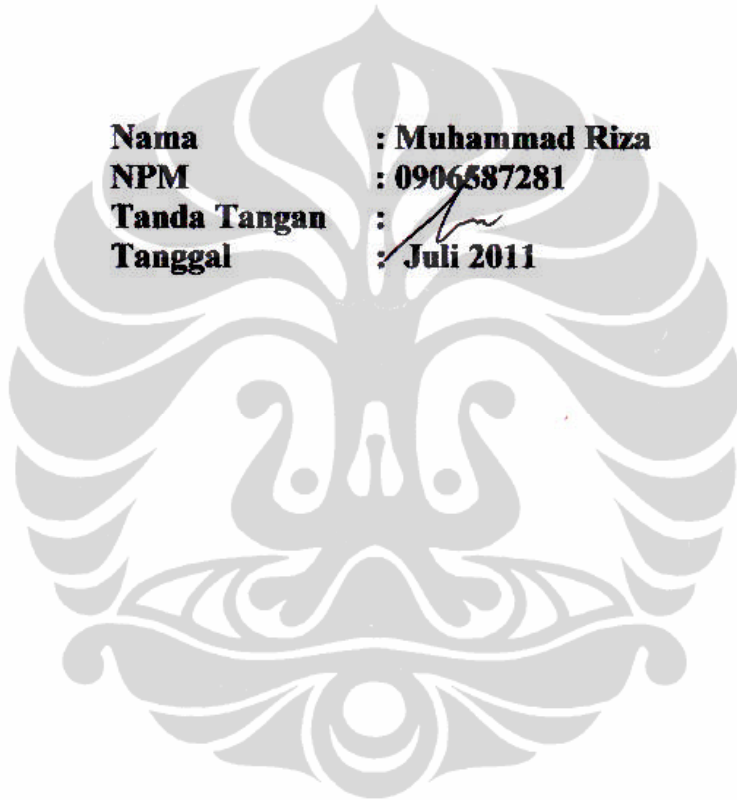 Nama : Muhammad Riza
NPM : 0906587281
Tanda Tangan :
Tanggal : Juli 2011